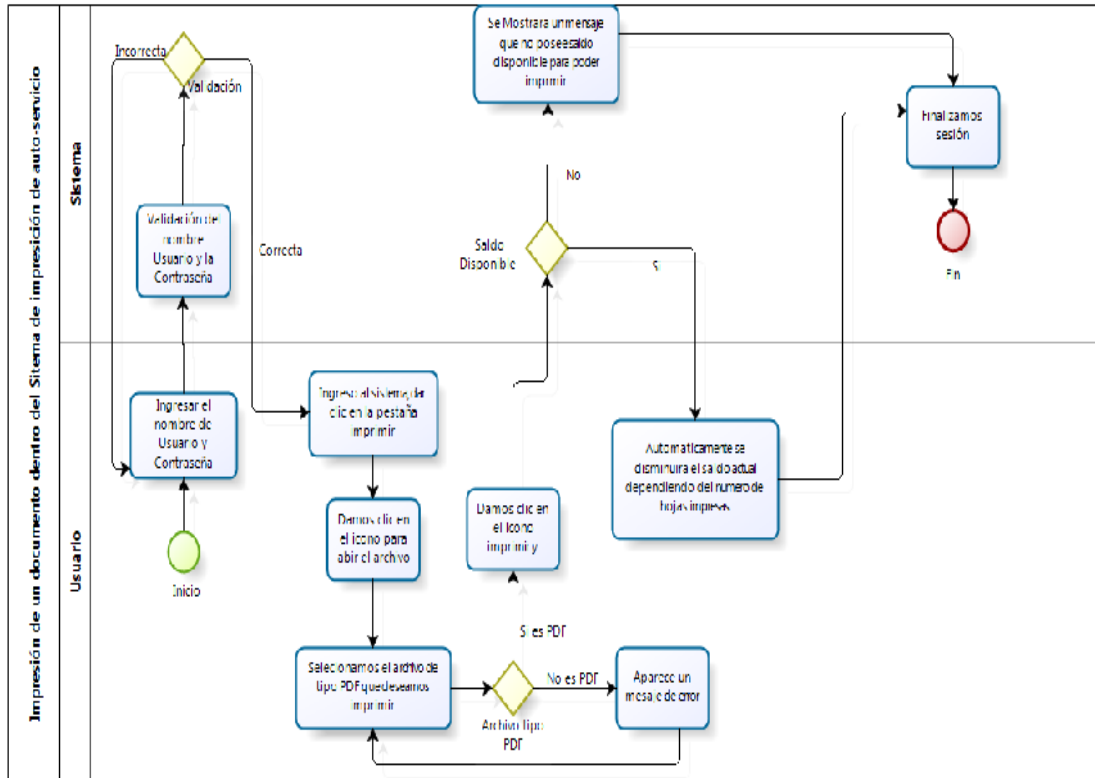 Impresión de un documento dentro del Sitema de impresición de auto-servicio
Sistema
Usuario
Incorrecta
Validación
Correcta
Validación del
nombre
Usuario y la
Contraseña
Ingresar el
nombre de
Usuario y
Contraseña
Inicio
Ingreso al sistema, dar
clic en la pestaña
imprimir
Damos clic en
el icono para
abir el archivo
Selecionamos el archivo de
tipo PDF que deseamos
imprimir
Archivo tipo
PDF
Si es PDF
No es PDF
Aparece un
mesaje de error
Damos clic en
el icono
imprimir y
Saldo
Disponible
No
Si
Se Mostrara un mensaje
que no posee saldo
disponible para poder
imprimir
Automaticamente se
disminuira el saldo actual
dependiendo del numero de
hojas impresas
Finalizamos
sesión
Fin